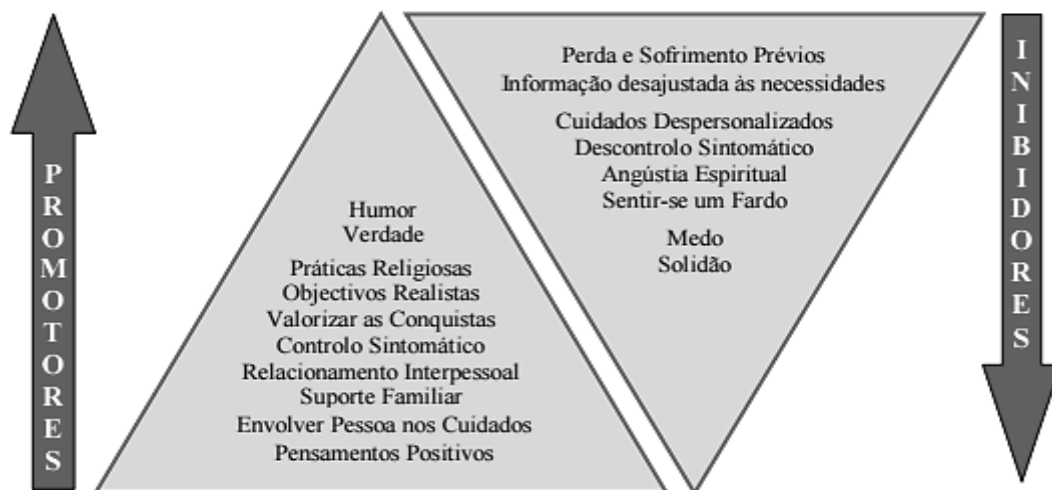 PROMOTORES
Humor
Verdade
Práticas Religiosas
Objectivos Realistas
Valorizar as Conquistas
Controlo Sintomático
Relacionamento Interpessoal
Suporte Familiar
Envolver Pessoa nos Cuidados
Pensamentos Positivos
Perda e Sofrimento Prévios
Informação desajustada às necessidades
Cuidados Despersonalizados
Descontrolo Sintomático
Angústia Espiritual
Sentir-se um Fardo
Medo
Solidão
INIBIDORES